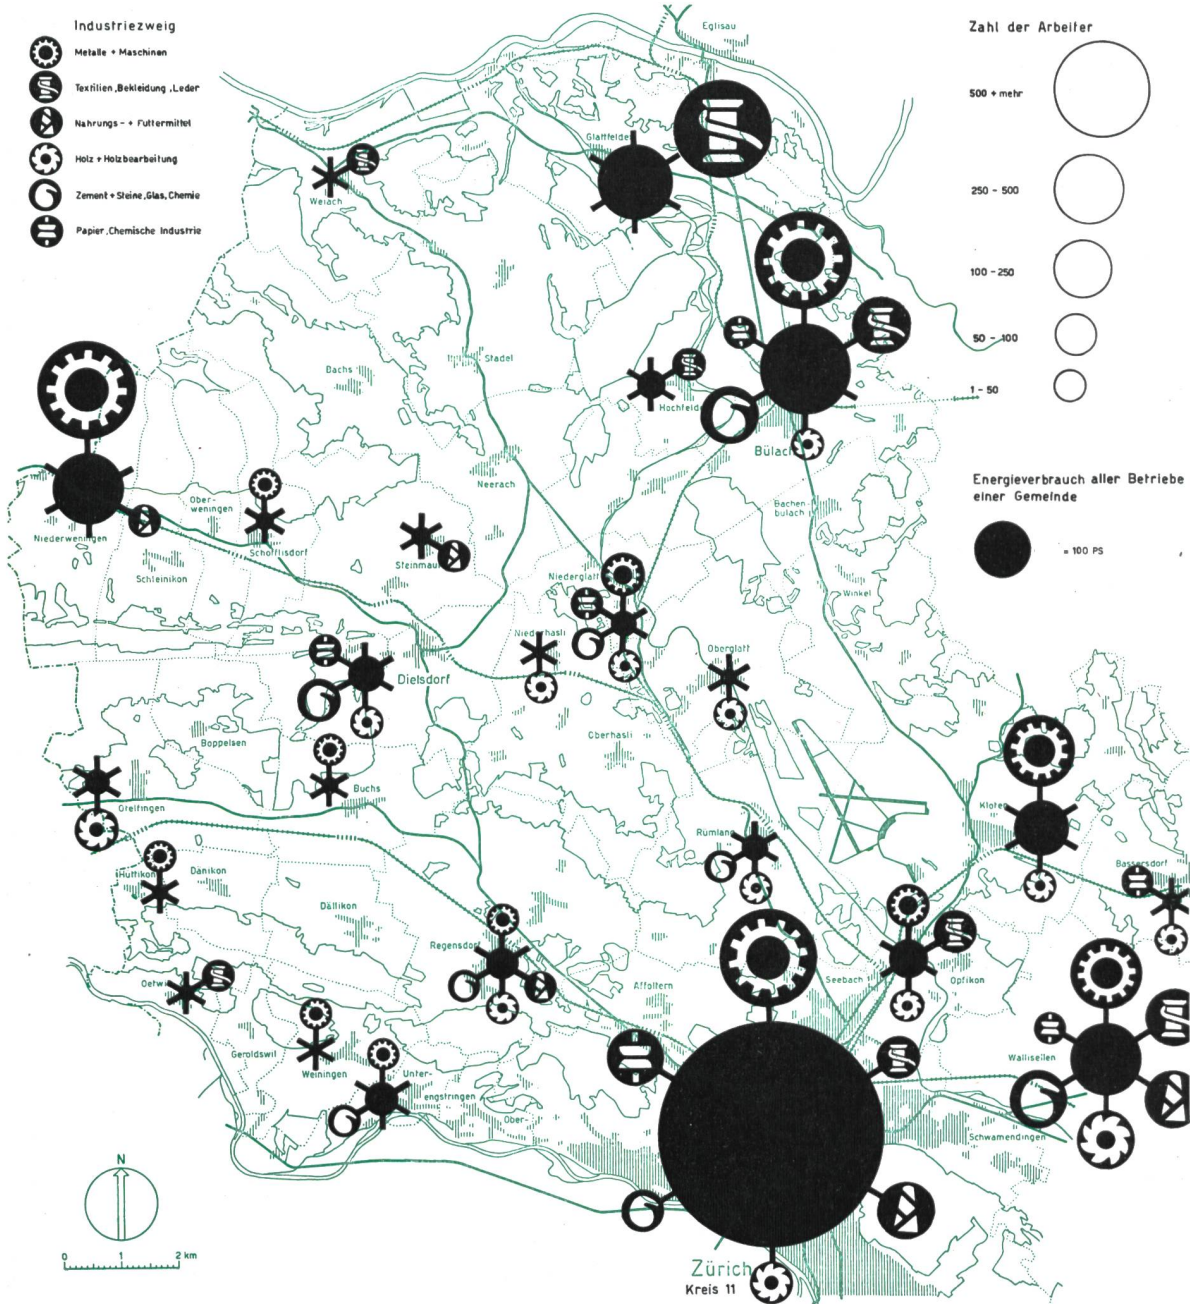 Industriezweig
Metalle + Maschinen
Textilien, Bekleidung, Leder
Nahrungs- + Futtermittel
Holz + Holzbearbeitung
Zement + Steine, Glas, Chemie
Papier, Chemische Industrie
Zahl der Arbeiter
500 + mehr
250 - 500
100 - 250
50 - 100
1 - 50
Energieverbrauch aller Betriebe
einer Gemeinde
= 100 PS
Eglisau
Glattfelden
Weiach
Stadel
Bachs
Hochfelden
Bülach
Neerach
Ober-
weningen
Bachen-
bülach
Niederweningen
Schöfflisdorf
Schleinikon
Steinmaur
Niederglatt
Winkel
Niederhasli
Oberglatt
Dielsdorf
Boppelsen
Oberhasli
Buchs
Otelfingen
Kloten
Rümlang
Bassersdorf
Hüttikon
Dänikon
Dällikon
Regensdorf
Oetwil
Affoltern
Seebach
Opfikon
Geroldswil
Weiningen
Unter-
engstringen
Ober-
Wallisellen
Schwamendingen
N
0 1 2 km
Zürich
Kreis 11